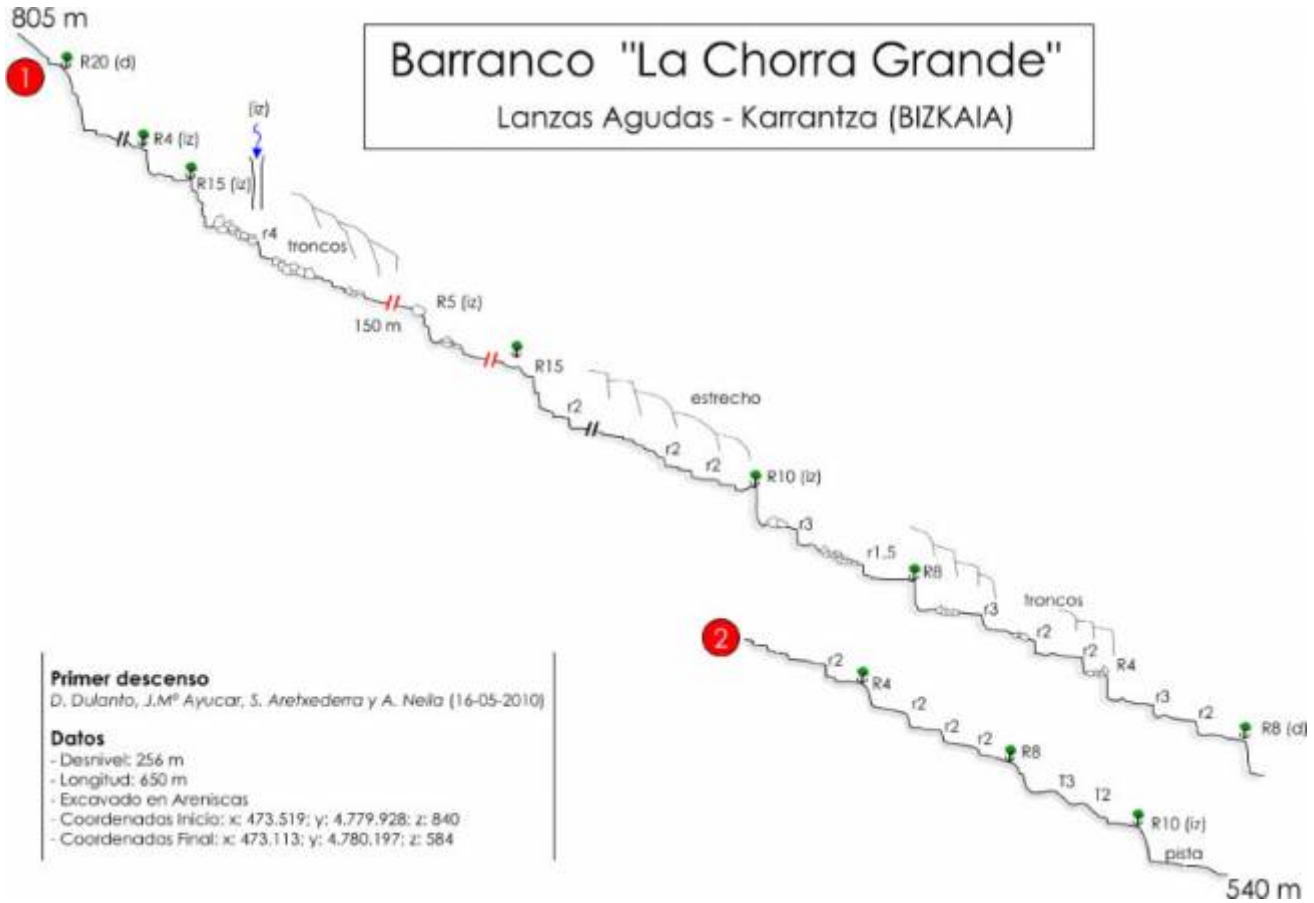 805 m
Barranco "La Chorra Grande"
Lanzas Agudas - Karrantza (BIZKAIA)
1
R20 (d)
(iz)
R4 (iz)
R15 (iz)
r4
troncos
150 m
R5 (iz)
R15
r2
estrecho
r2
r2
R10 (iz)
r3
r1,5
R8
r3
troncos
r2
r2
R4
r3
r2
R8 (d)
2
r2
R4
r2
r2
r2
R8
T3
T2
R10 (iz)
pista
540 m
Primer descenso
D. Dulanto, J.Mª Ayucar, S. Aretxederra y A. Neila (16-05-2010)
Datos
- Desnivel: 256 m
- Longitud: 650 m
- Excavado en Areniscas
- Coordenadas Inicio: x: 473.519; y: 4.779.928; z: 840
- Coordenadas Final: x: 473.113; y: 4.780.197; z: 584